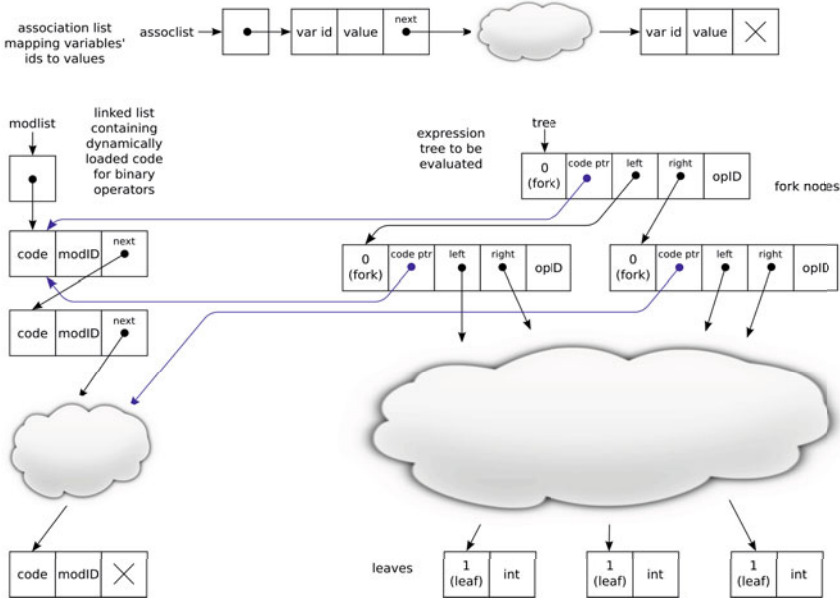 association list
mapping variables'
ids to values
assoclist
var id value next
var id value
modlist
linked list
containing
dynamically
loaded code
for binary
operators
expression
tree to be
evaluated
tree
0
(fork)
code ptr left right opID
fork nodes
code modID next
0
(fork)
code ptr left right opID
0
(fork)
code ptr left right opID
code modID next
code modID
leaves
1
(leaf)
int
1
(leaf)
int
1
(leaf)
int